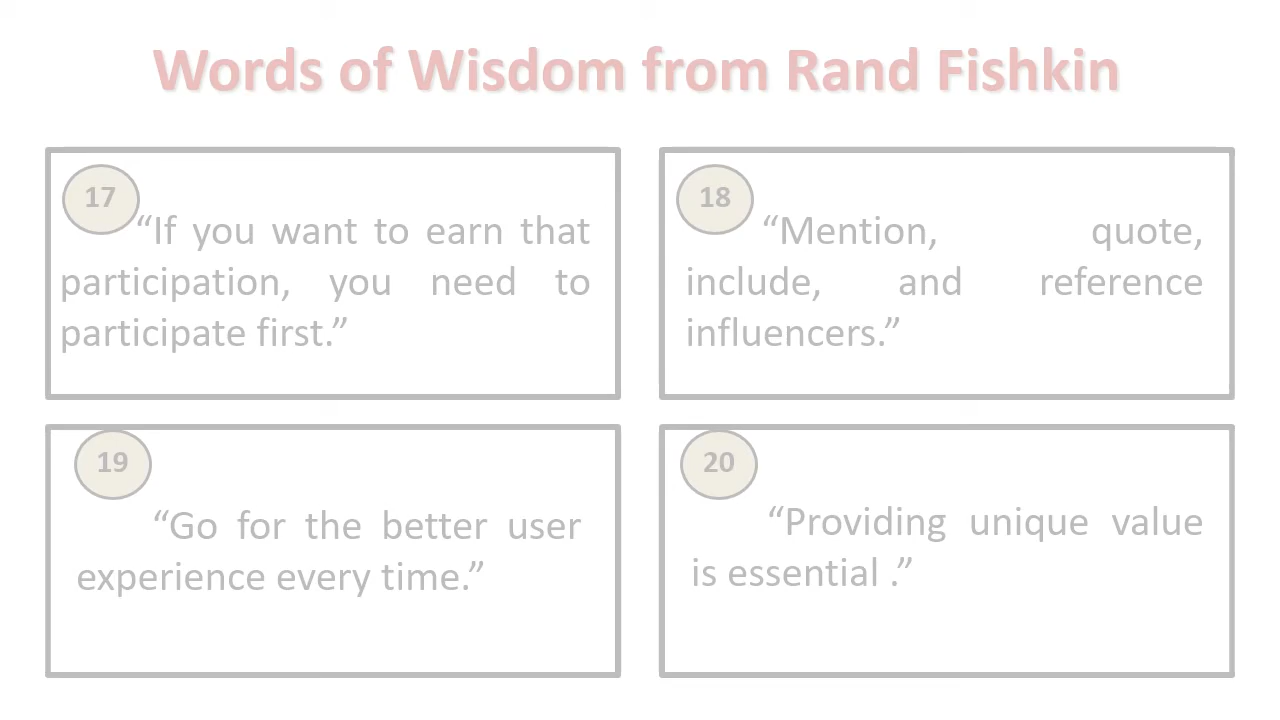 Words of Wisdom from Rand Fishkin
17
“If you want to earn that
participation, you need to
participate first.”
18
“Mention, quote,
include, and reference
influencers.”
19
“Go for the better user
experience every time.”
20
“Providing unique value
is essential .”